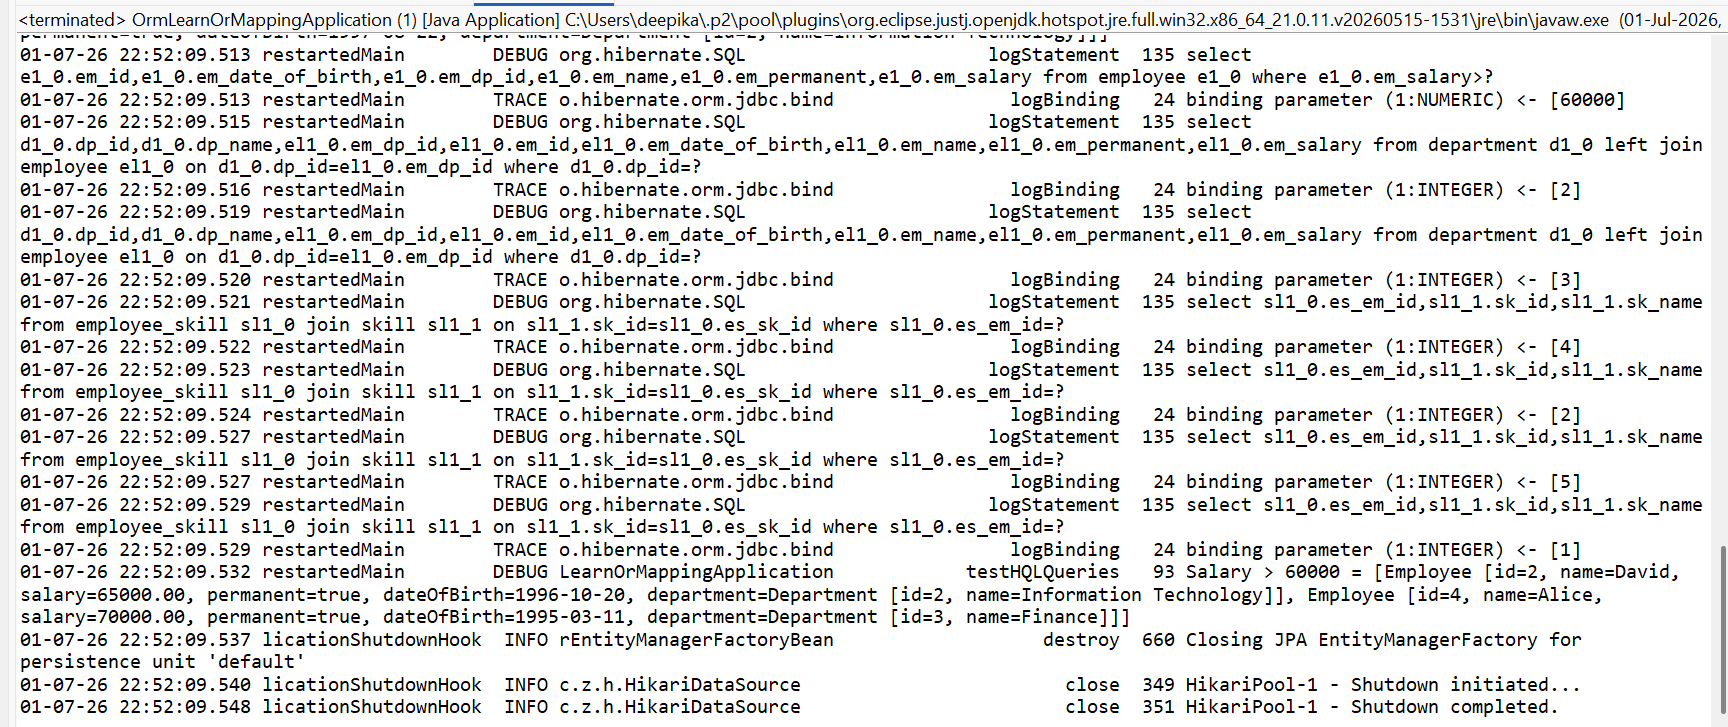 <terminated> OrmLearnOrMappingApplication (1) [Java Application] C:\Users\deepika\.p2\pool\plugins\org.eclipse.justj.openjdk.hotspot.jre.full.win32.x86_64_21.0.11.v20260515-1531\jre\bin\javaw.exe (01-Jul-2026,
permanent=true, dateOfBirth=1997-08-22, department=Department [id=2, name=Information Technology]]]
01-07-26 22:52:09.513 restartedMain DEBUG org.hibernate.SQL logStatement 135 select
e1_0.em_id,e1_0.em_date_of_birth,e1_0.em_dp_id,e1_0.em_name,e1_0.em_permanent,e1_0.em_salary from employee e1_0 where e1_0.em_salary>?
01-07-26 22:52:09.513 restartedMain TRACE o.hibernate.orm.jdbc.bind logBinding 24 binding parameter (1:NUMERIC) <- [60000]
01-07-26 22:52:09.515 restartedMain DEBUG org.hibernate.SQL logStatement 135 select
d1_0.dp_id,d1_0.dp_name,el1_0.em_dp_id,el1_0.em_id,el1_0.em_date_of_birth,el1_0.em_name,el1_0.em_permanent,el1_0.em_salary from department d1_0 left join
employee el1_0 on d1_0.dp_id=el1_0.em_dp_id where d1_0.dp_id=?
01-07-26 22:52:09.516 restartedMain TRACE o.hibernate.orm.jdbc.bind logBinding 24 binding parameter (1:INTEGER) <- [2]
01-07-26 22:52:09.519 restartedMain DEBUG org.hibernate.SQL logStatement 135 select
d1_0.dp_id,d1_0.dp_name,el1_0.em_dp_id,el1_0.em_id,el1_0.em_date_of_birth,el1_0.em_name,el1_0.em_permanent,el1_0.em_salary from department d1_0 left join
employee el1_0 on d1_0.dp_id=el1_0.em_dp_id where d1_0.dp_id=?
01-07-26 22:52:09.520 restartedMain TRACE o.hibernate.orm.jdbc.bind logBinding 24 binding parameter (1:INTEGER) <- [3]
01-07-26 22:52:09.521 restartedMain DEBUG org.hibernate.SQL logStatement 135 select sl1_0.es_em_id,sl1_1.sk_id,sl1_1.sk_name
from employee_skill sl1_0 join skill sl1_1 on sl1_1.sk_id=sl1_0.es_sk_id where sl1_0.es_em_id=?
01-07-26 22:52:09.522 restartedMain TRACE o.hibernate.orm.jdbc.bind logBinding 24 binding parameter (1:INTEGER) <- [4]
01-07-26 22:52:09.523 restartedMain DEBUG org.hibernate.SQL logStatement 135 select sl1_0.es_em_id,sl1_1.sk_id,sl1_1.sk_name
from employee_skill sl1_0 join skill sl1_1 on sl1_1.sk_id=sl1_0.es_sk_id where sl1_0.es_em_id=?
01-07-26 22:52:09.524 restartedMain TRACE o.hibernate.orm.jdbc.bind logBinding 24 binding parameter (1:INTEGER) <- [2]
01-07-26 22:52:09.527 restartedMain DEBUG org.hibernate.SQL logStatement 135 select sl1_0.es_em_id,sl1_1.sk_id,sl1_1.sk_name
from employee_skill sl1_0 join skill sl1_1 on sl1_1.sk_id=sl1_0.es_sk_id where sl1_0.es_em_id=?
01-07-26 22:52:09.527 restartedMain TRACE o.hibernate.orm.jdbc.bind logBinding 24 binding parameter (1:INTEGER) <- [5]
01-07-26 22:52:09.529 restartedMain DEBUG org.hibernate.SQL logStatement 135 select sl1_0.es_em_id,sl1_1.sk_id,sl1_1.sk_name
from employee_skill sl1_0 join skill sl1_1 on sl1_1.sk_id=sl1_0.es_sk_id where sl1_0.es_em_id=?
01-07-26 22:52:09.529 restartedMain TRACE o.hibernate.orm.jdbc.bind logBinding 24 binding parameter (1:INTEGER) <- [1]
01-07-26 22:52:09.532 restartedMain DEBUG LearnOrMappingApplication testHQLQueries 93 Salary > 60000 = [Employee [id=2, name=David,
salary=65000.00, permanent=true, dateOfBirth=1996-10-20, department=Department [id=2, name=Information Technology]], Employee [id=4, name=Alice,
salary=70000.00, permanent=true, dateOfBirth=1995-03-11, department=Department [id=3, name=Finance]]]
01-07-26 22:52:09.537 licationShutdownHook INFO rEntityManagerFactoryBean destroy 660 Closing JPA EntityManagerFactory for
persistence unit 'default'
01-07-26 22:52:09.540 licationShutdownHook INFO c.z.h.HikariDataSource close 349 HikariPool-1 - Shutdown initiated...
01-07-26 22:52:09.548 licationShutdownHook INFO c.z.h.HikariDataSource close 351 HikariPool-1 - Shutdown completed.